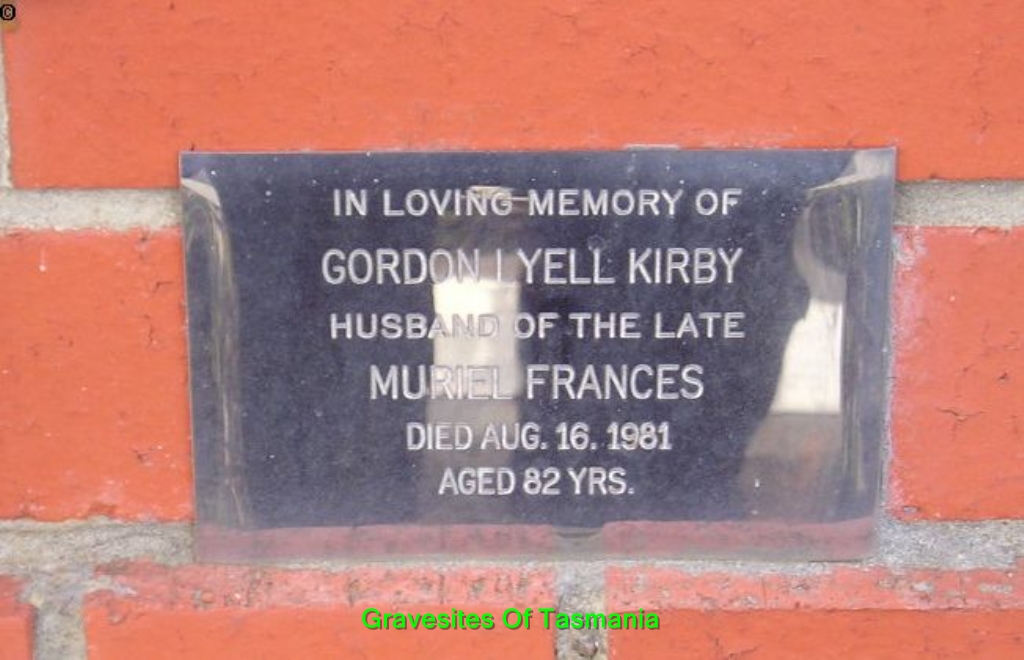 ©
IN LOVING MEMORY OF
GORDON LYELL KIRBY
HUSBAND OF THE LATE
MURIEL FRANCES
DIED AUG. 16. 1981
AGED 82 YRS.
Gravesites Of Tasmania